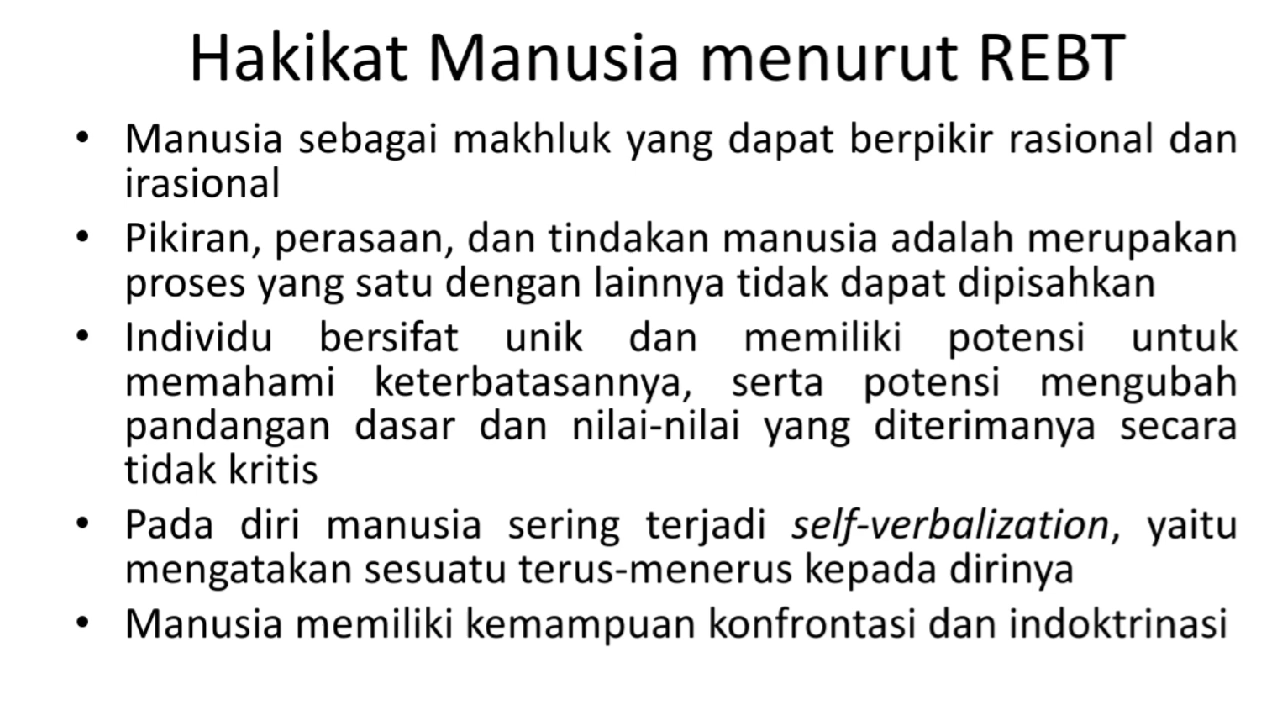 Hakikat Manusia menurut REBT
• Manusia sebagai makhluk yang dapat berpikir rasional dan
irasional
• Pikiran, perasaan, dan tindakan manusia adalah merupakan
proses yang satu dengan lainnya tidak dapat dipisahkan
• Individu bersifat unik dan memiliki potensi untuk
memahami keterbatasannya, serta potensi mengubah
pandangan dasar dan nilai-nilai yang diterimanya secara
tidak kritis
• Pada diri manusia sering terjadi self-verbalization, yaitu
mengatakan sesuatu terus-menerus kepada dirinya
• Manusia memiliki kemampuan konfrontasi dan indoktrinasi